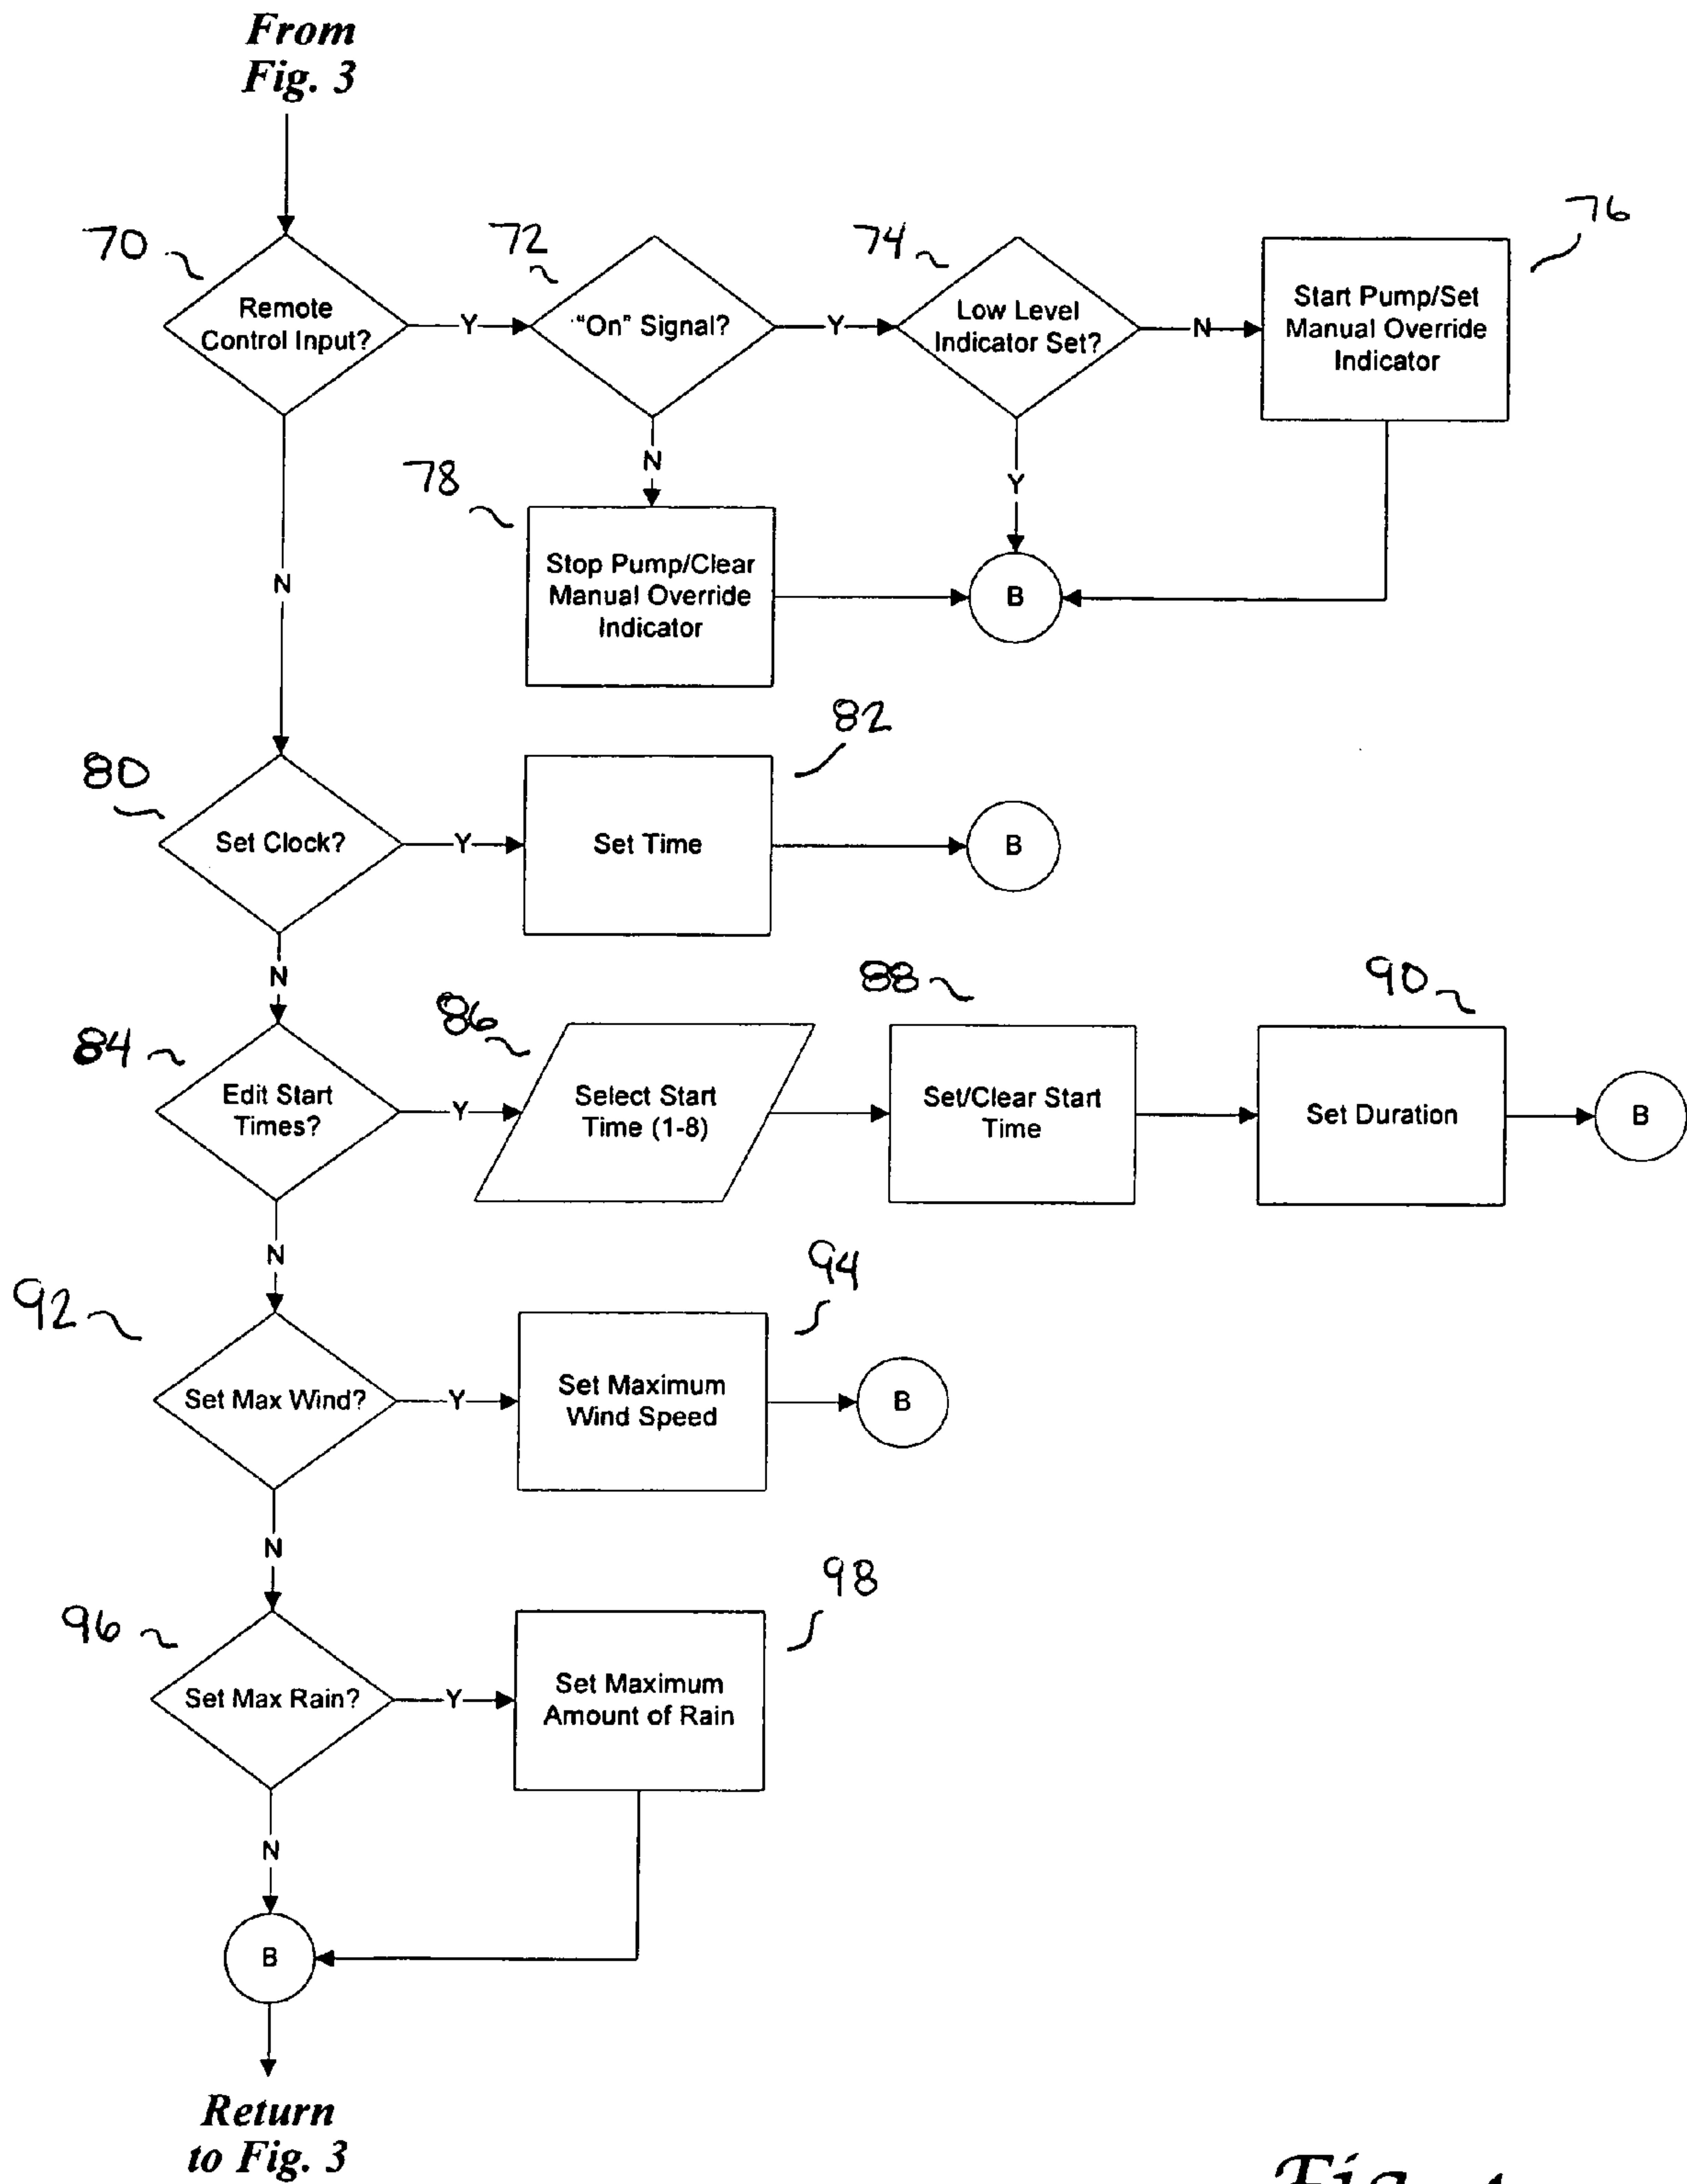 From
Fig. 3
70
Remote
Control Input?
Y
72
"On" Signal?
Y
74
Low Level
Indicator Set?
N
76
Start Pump/Set
Manual Override
Indicator
N
78
Stop Pump/Clear
Manual Override
Indicator
Y
B
N
80
Set Clock?
Y
82
Set Time
B
N
84
Edit Start
Times?
Y
86
Select Start
Time (1-8)
88
Set/Clear Start
Time
90
Set Duration
B
N
92
Set Max Wind?
Y
94
Set Maximum
Wind Speed
B
N
96
Set Max Rain?
Y
98
Set Maximum
Amount of Rain
N
B
Return
to Fig. 3